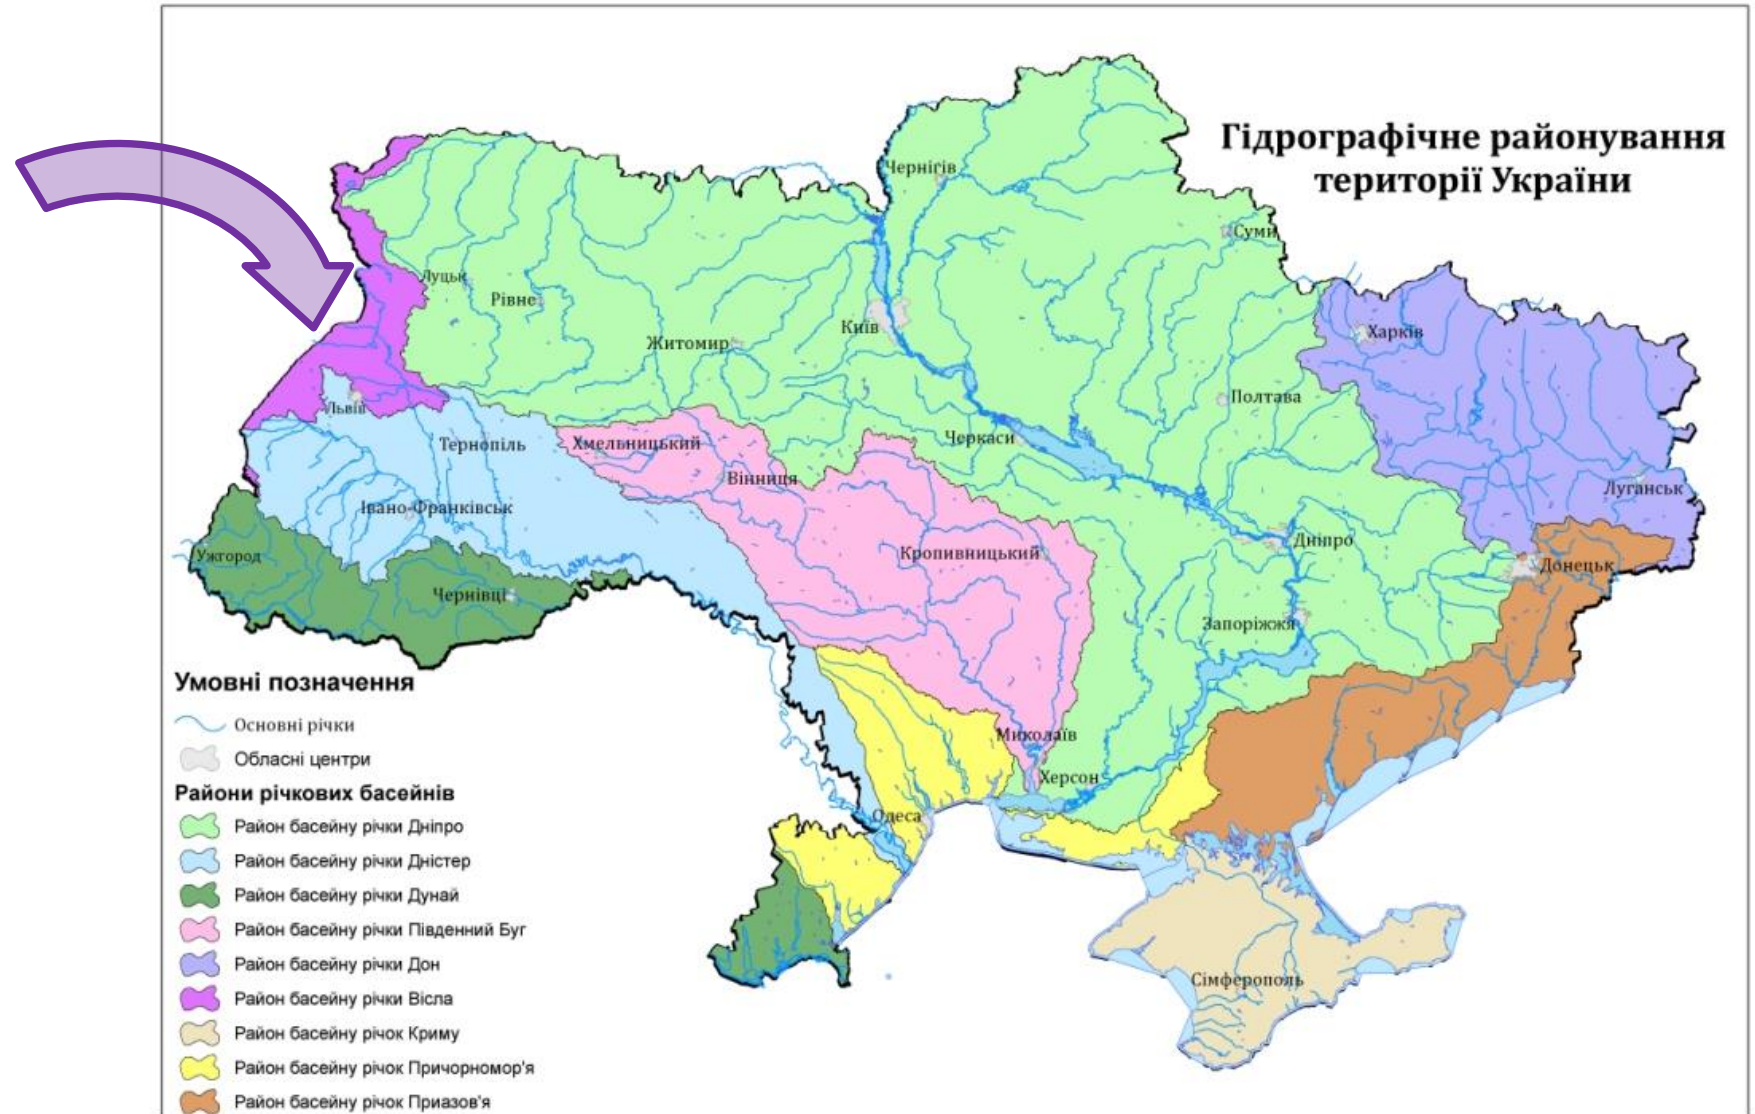 Гідрографічне районування
території України
Чернігів
Суми
Луцьк
Рівне
Київ
Харків
Житомир
Полтава
Львів
Тернопіль
Хмельницький
Черкаси
Вінниця
Луганськ
Івано-Франківськ
Ужгород
Кропивницький
Дніпро
Донецьк
Чернівці
Запоріжжя
Миколаїв
Херсон
Одеса
Сімферополь
Умовні позначення
Основні річки
Обласні центри
Райони річкових басейнів
Район басейну річки Дніпро
Район басейну річки Дністер
Район басейну річки Дунай
Район басейну річки Південний Буг
Район басейну річки Дон
Район басейну річки Вісла
Район басейну річок Криму
Район басейну річок Причорномор'я
Район басейну річок Приазов'я